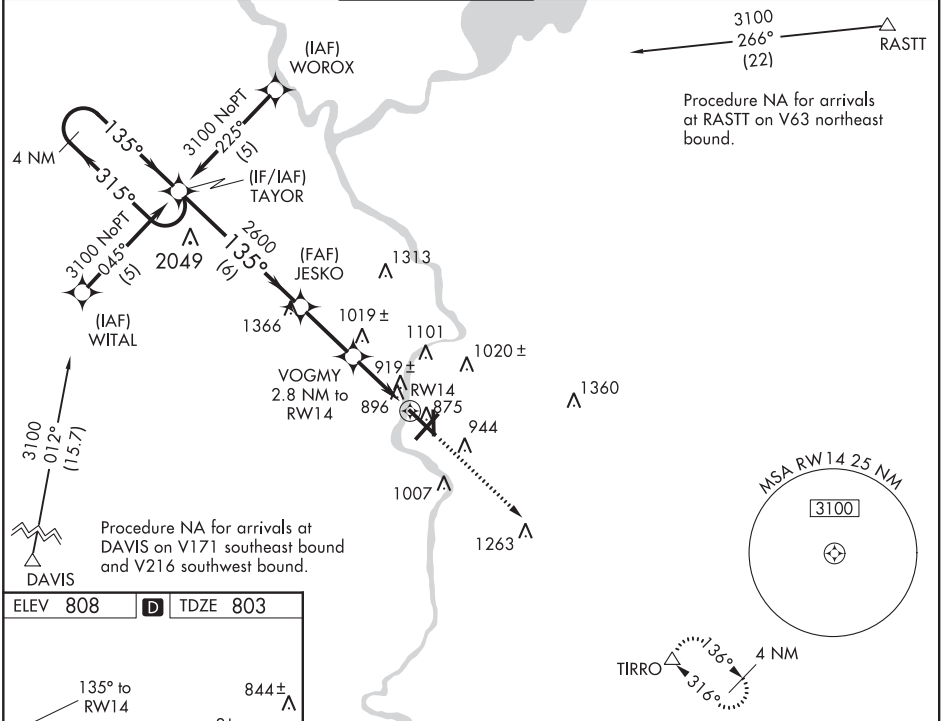 3100
266°
(22)
RASTT
Procedure NA for arrivals
at RASTT on V63 northeast
bound.
(IAF)
WOROX
3100 NoPT
225°
(5)
4 NM
135°
315°
(IF/IAF)
TAYOR
3100 NoPT
045°
(5)
2049
2600
135°
(6)
(IAF)
WITAL
(FAF)
JESKO
1313
1366
1019 ±
1101
1020 ±
VOGMY
2.8 NM to
RW14
919±
896
RW14
875
1360
944
1007
1263
3100
012°
(15.7)
DAVIS
Procedure NA for arrivals at
DAVIS on V171 southeast bound
and V216 southwest bound.
MSA RW14 25 NM
3100
TIRRO
136°
316°
4 NM
ELEV 808 D TDZE 803
135° to
RW14
844±